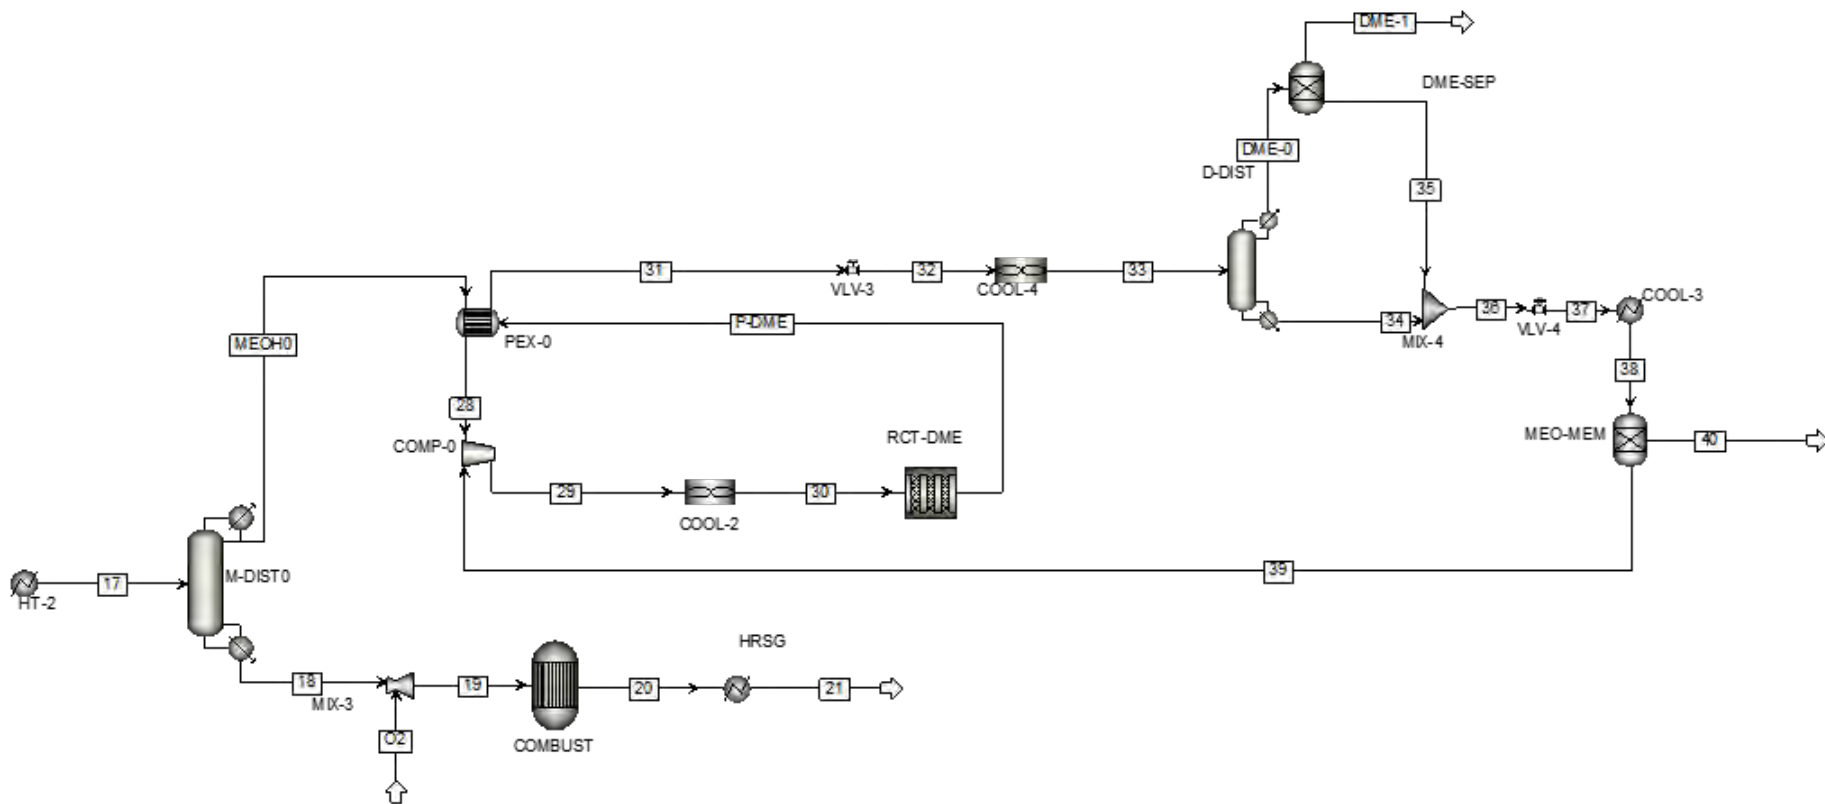 DME-1
DME-SEP
DME-0
D-DIST
35
31
32
33
VLV-3
COOL-4
P-DME
PEX-0
MEOH0
34
MIX-4
36
VLV-4
37
COOL-3
38
28
COMP-0
RCT-DME
MEO-MEM
40
29
COOL-2
30
39
17
HT-2
M-DIST0
HRSG
18
MIX-3
19
20
21
COMBUST
O2